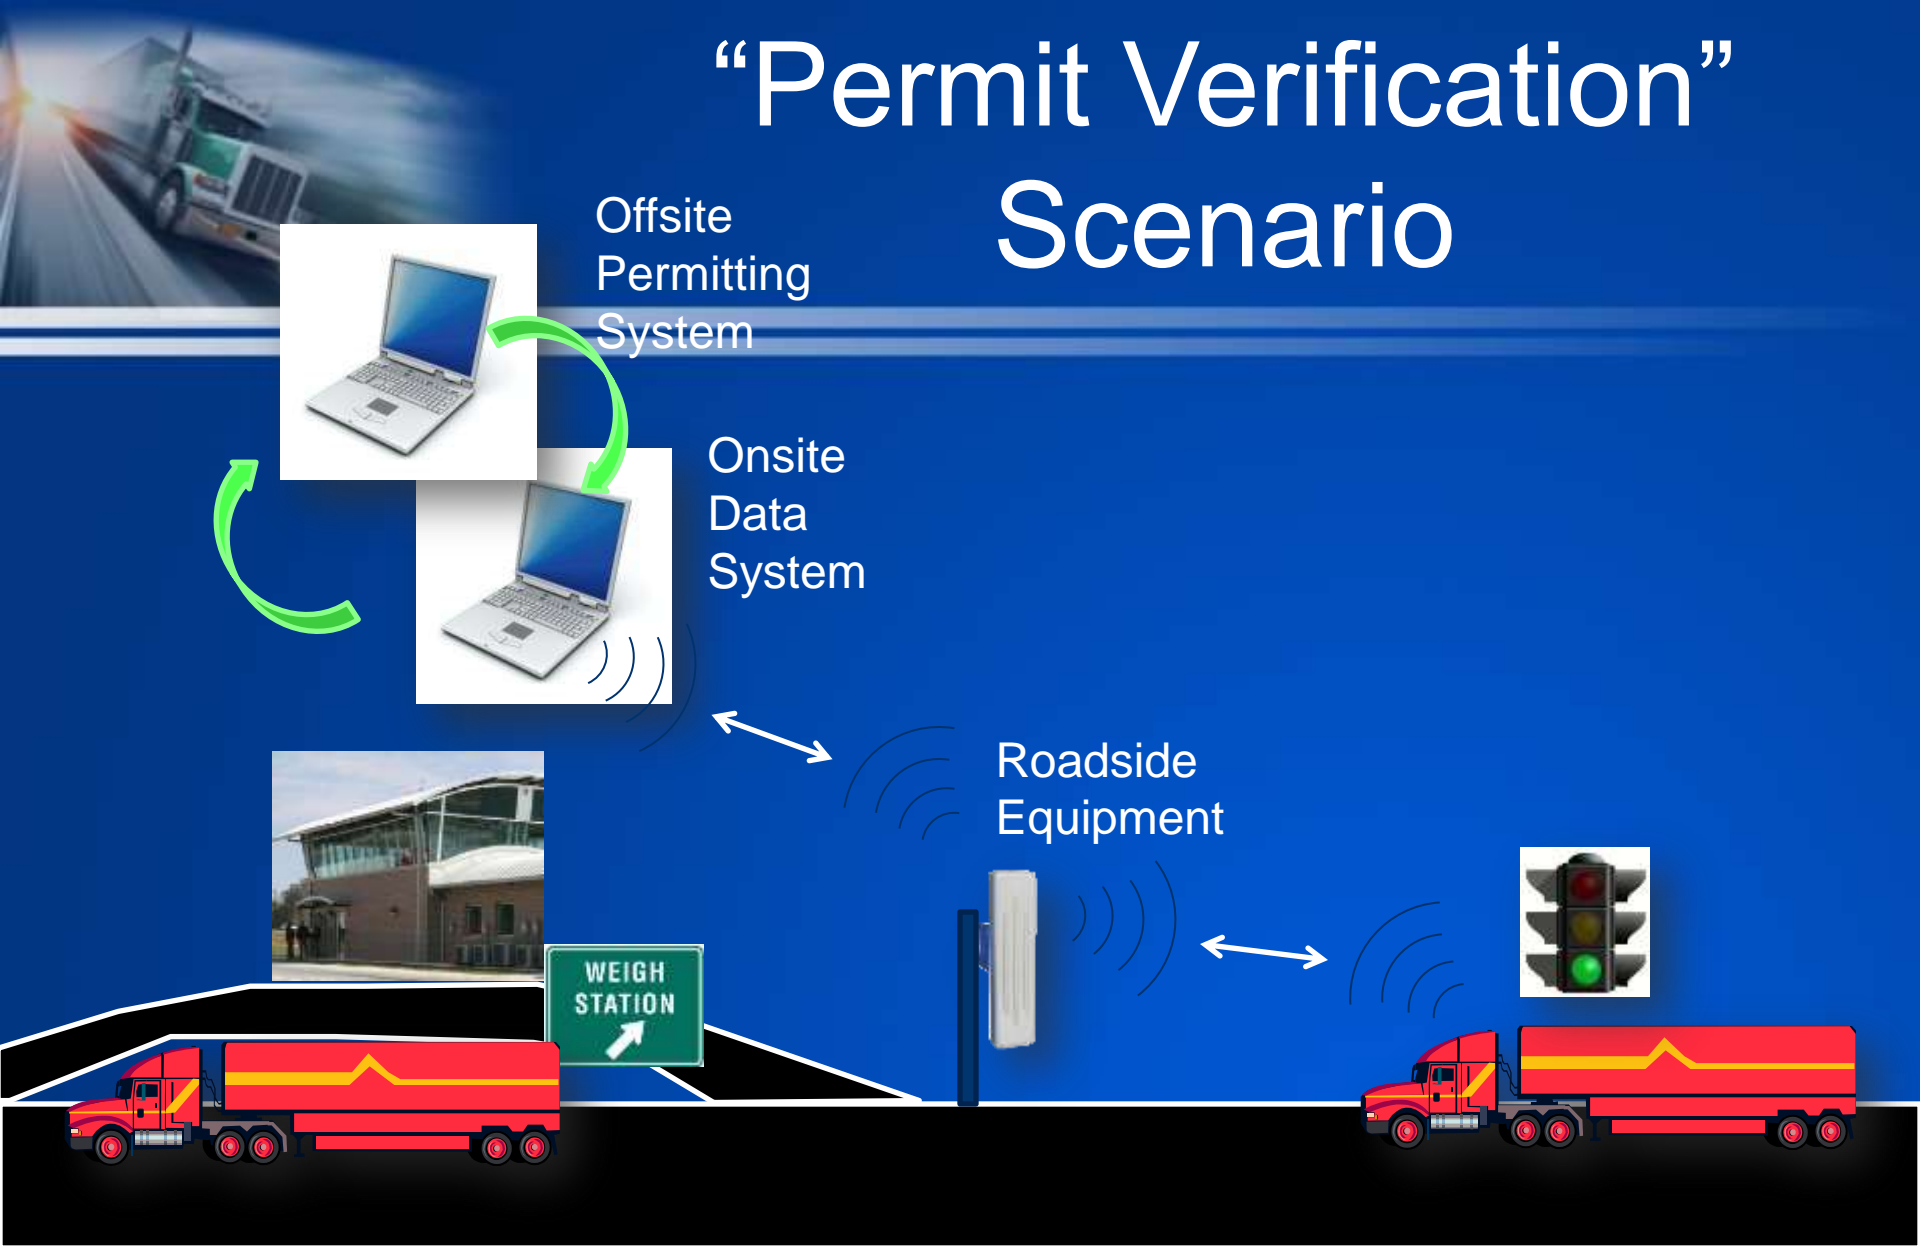 “Permit Verification”
Scenario
Offsite
Permitting
System
Onsite
Data
System
Roadside
Equipment
WEIGH
STATION